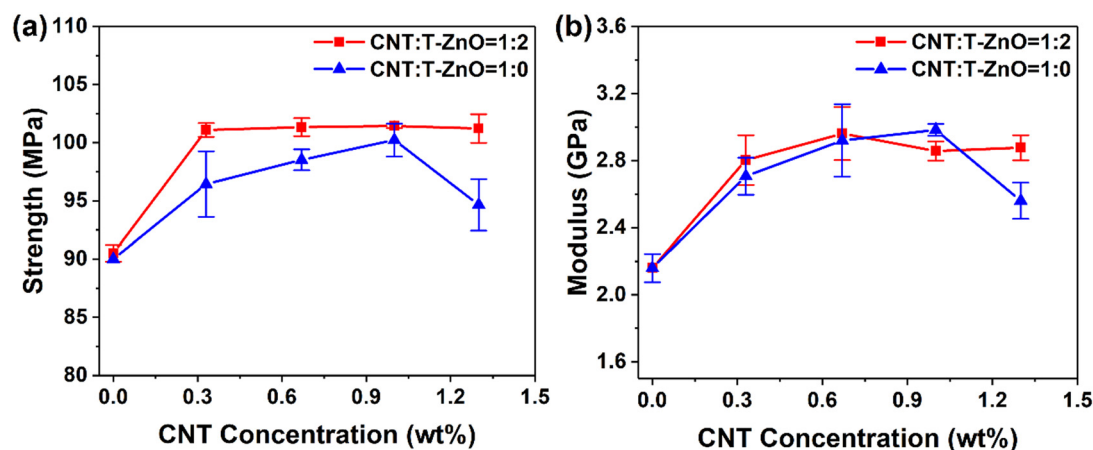 (a)
CNT:T-ZnO=1:2
CNT:T-ZnO=1:0
Strength (MPa)
110
105
100
95
90
85
80
0.0 0.3 0.6 0.9 1.2 1.5
CNT Concentration (wt%)
(b)
CNT:T-ZnO=1:2
CNT:T-ZnO=1:0
Modulus (GPa)
3.6
3.2
2.8
2.4
2.0
1.6
0.0 0.3 0.6 0.9 1.2 1.5
CNT Concentration (wt%)